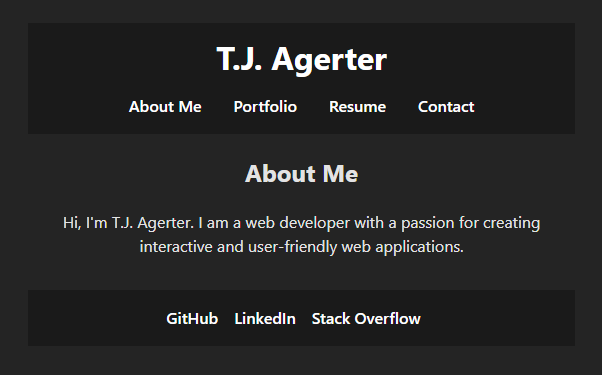 T.J. Agerter
About Me Portfolio Resume Contact
About Me
Hi, I'm T.J. Agerter. I am a web developer with a passion for creating
interactive and user-friendly web applications.
GitHub LinkedIn Stack Overflow